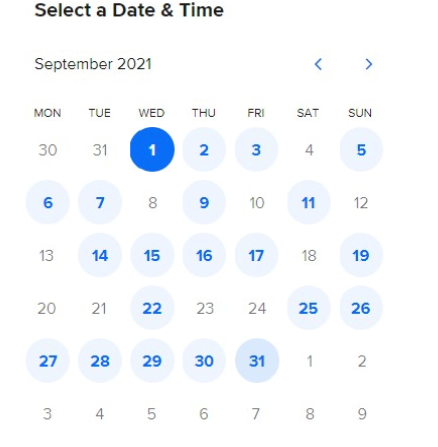 Select a Date & Time
September 2021
MON TUE WED THU FRI SAT SUN
30 31 1 2 3 4 5
6 7 8 9 10 11 12
13 14 15 16 17 18 19
20 21 22 23 24 25 26
27 28 29 30 31 1 2
3 4 5 6 7 8 9